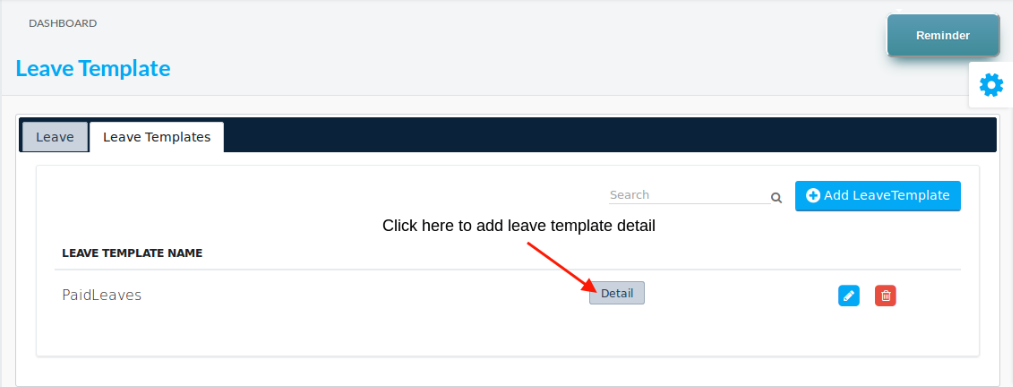 DASHBOARD
Reminder
Leave Template
Leave
Leave Templates
Search
Add LeaveTemplate
Click here to add leave template detail
LEAVE TEMPLATE NAME
PaidLeaves
Detail